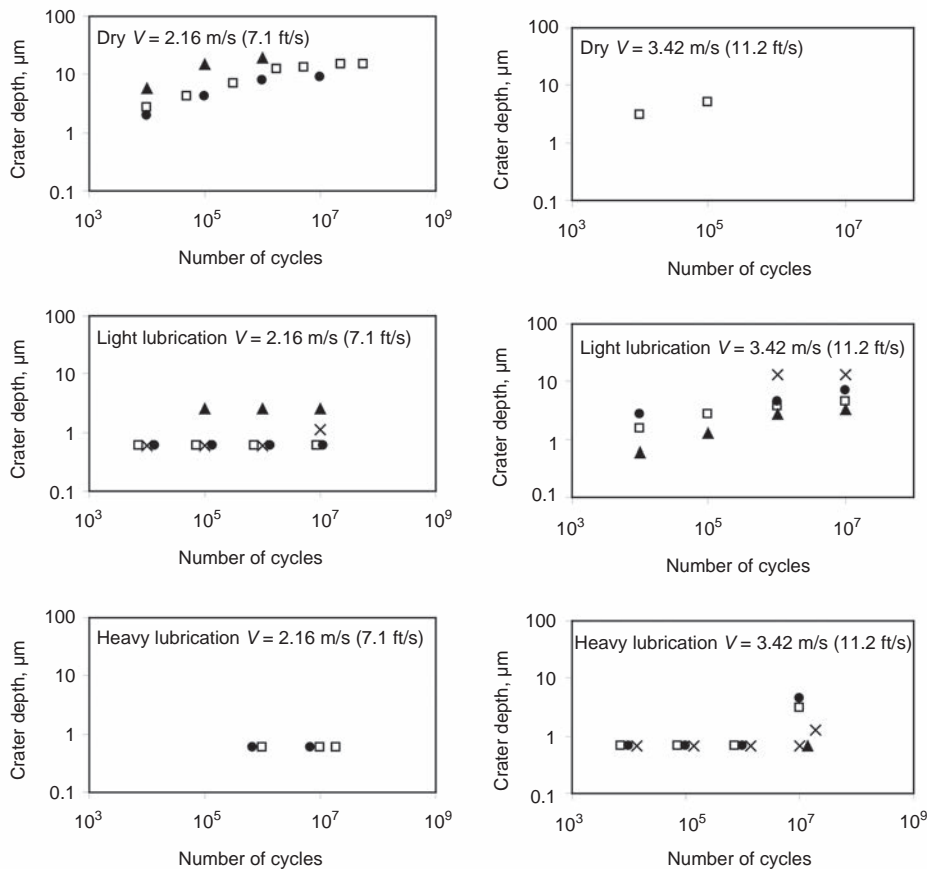 Crater depth, µm
100
10
1
0.1
Dry V = 2.16 m/s (7.1 ft/s)
10³ 10⁵ 10⁷ 10⁹
Number of cycles
Crater depth, µm
100
10
1
0.1
Dry V = 3.42 m/s (11.2 ft/s)
10³ 10⁵ 10⁷
Number of cycles
Crater depth, µm
100
10
1
0.1
Light lubrication V = 2.16 m/s (7.1 ft/s)
10³ 10⁵ 10⁷ 10⁹
Number of cycles
Crater depth, µm
100
10
1
0.1
Light lubrication V = 3.42 m/s (11.2 ft/s)
10³ 10⁵ 10⁷
Number of cycles
Crater depth, µm
100
10
1
0.1
Heavy lubrication V = 2.16 m/s (7.1 ft/s)
10³ 10⁵ 10⁷ 10⁹
Number of cycles
Crater depth, µm
100
10
1
0.1
Heavy lubrication V = 3.42 m/s (11.2 ft/s)
10³ 10⁵ 10⁷ 10⁹
Number of cycles